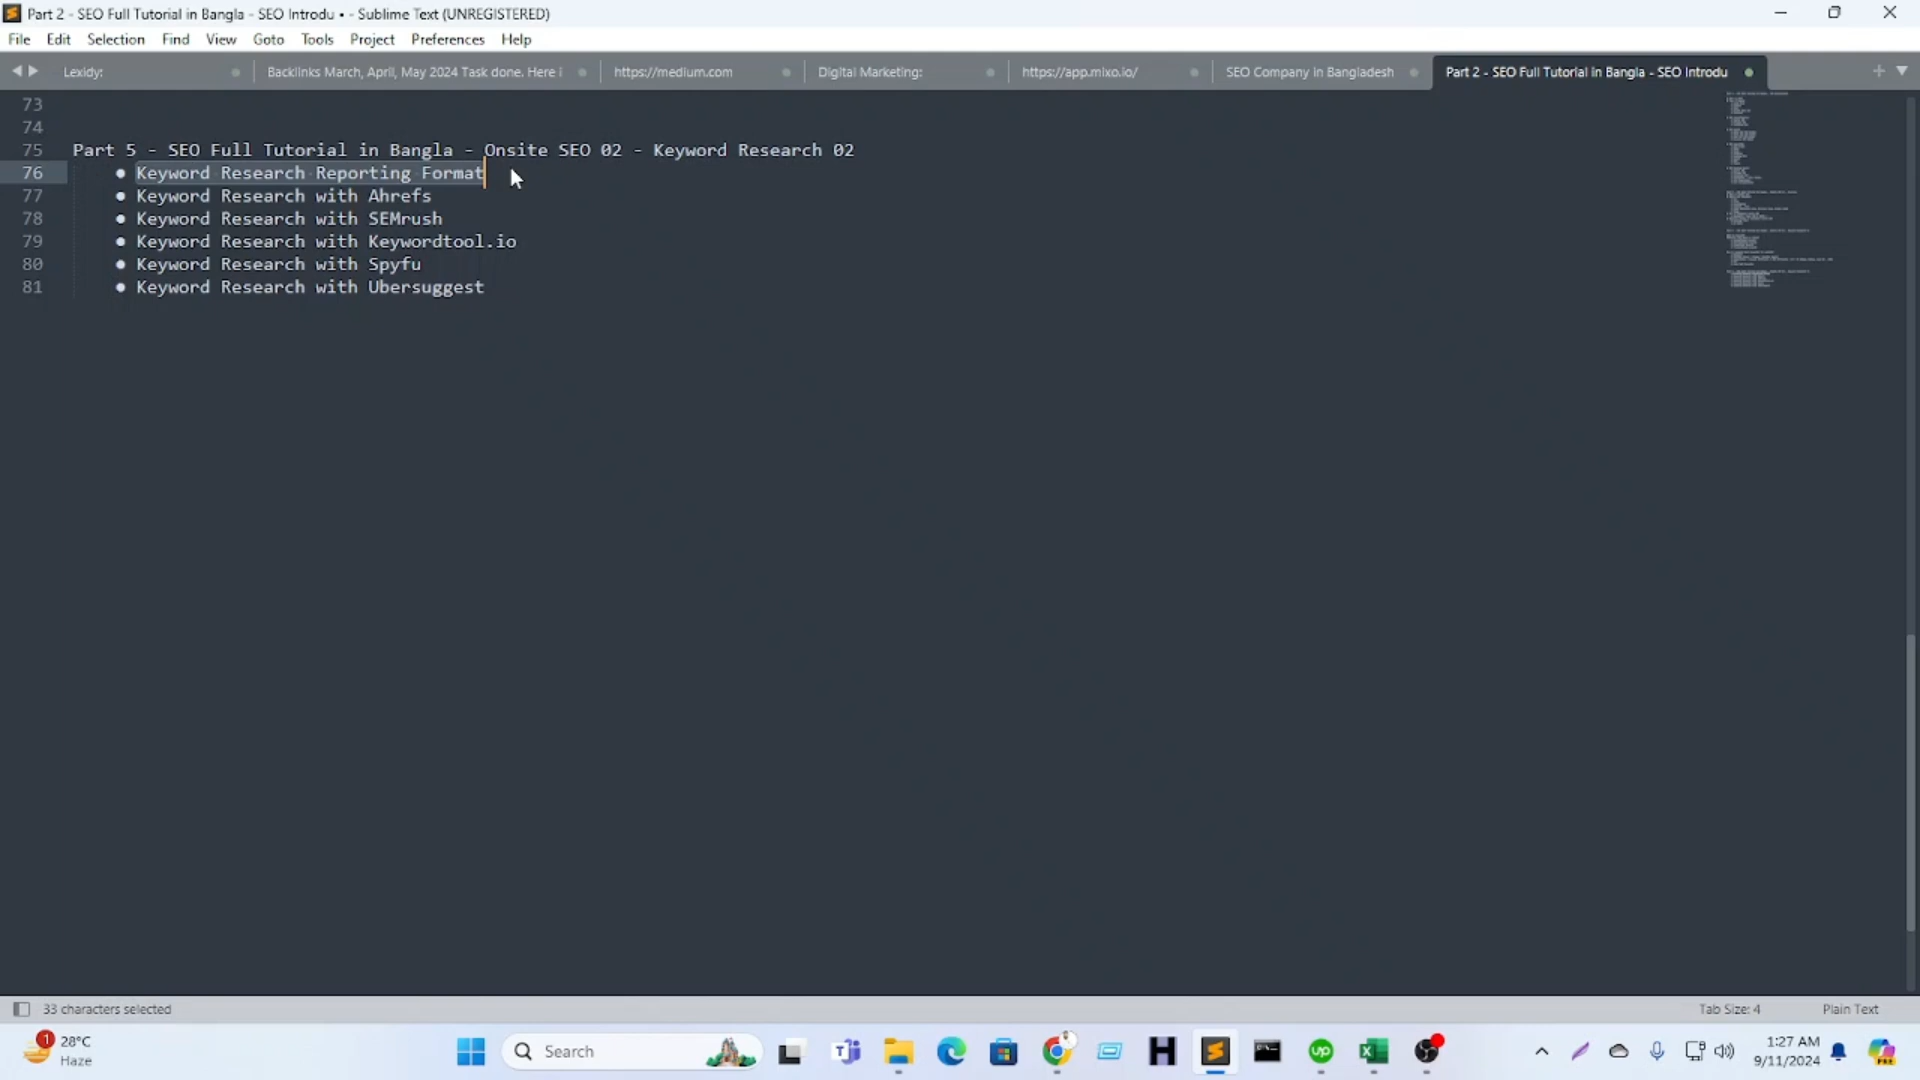 Part 2 - SEO Full Tutorial in Bangla - SEO Introdu • - Sublime Text (UNREGISTERED)
File Edit Selection Find View Goto Tools Project Preferences Help
Lexidy: Backlinks March, April, May 2024 Task done. Here i https://medium.com Digital Marketing: https://app.mixo.io/ SEO Company in Bangladesh Part 2 - SEO Full Tutorial in Bangla - SEO Introdu
73
74
75 Part 5 - SEO Full Tutorial in Bangla - Onsite SEO 02 - Keyword Research 02
76 ● Keyword Research Reporting Format
77 ● Keyword Research with Ahrefs
78 ● Keyword Research with SEMrush
79 ● Keyword Research with Keywordtool.io
80 ● Keyword Research with Spyfu
81 ● Keyword Research with Ubersuggest
33 characters selected Tab Size: 4 Plain Text
1 28°C
Haze
Search
up
1:27 AM
9/11/2024
PRE